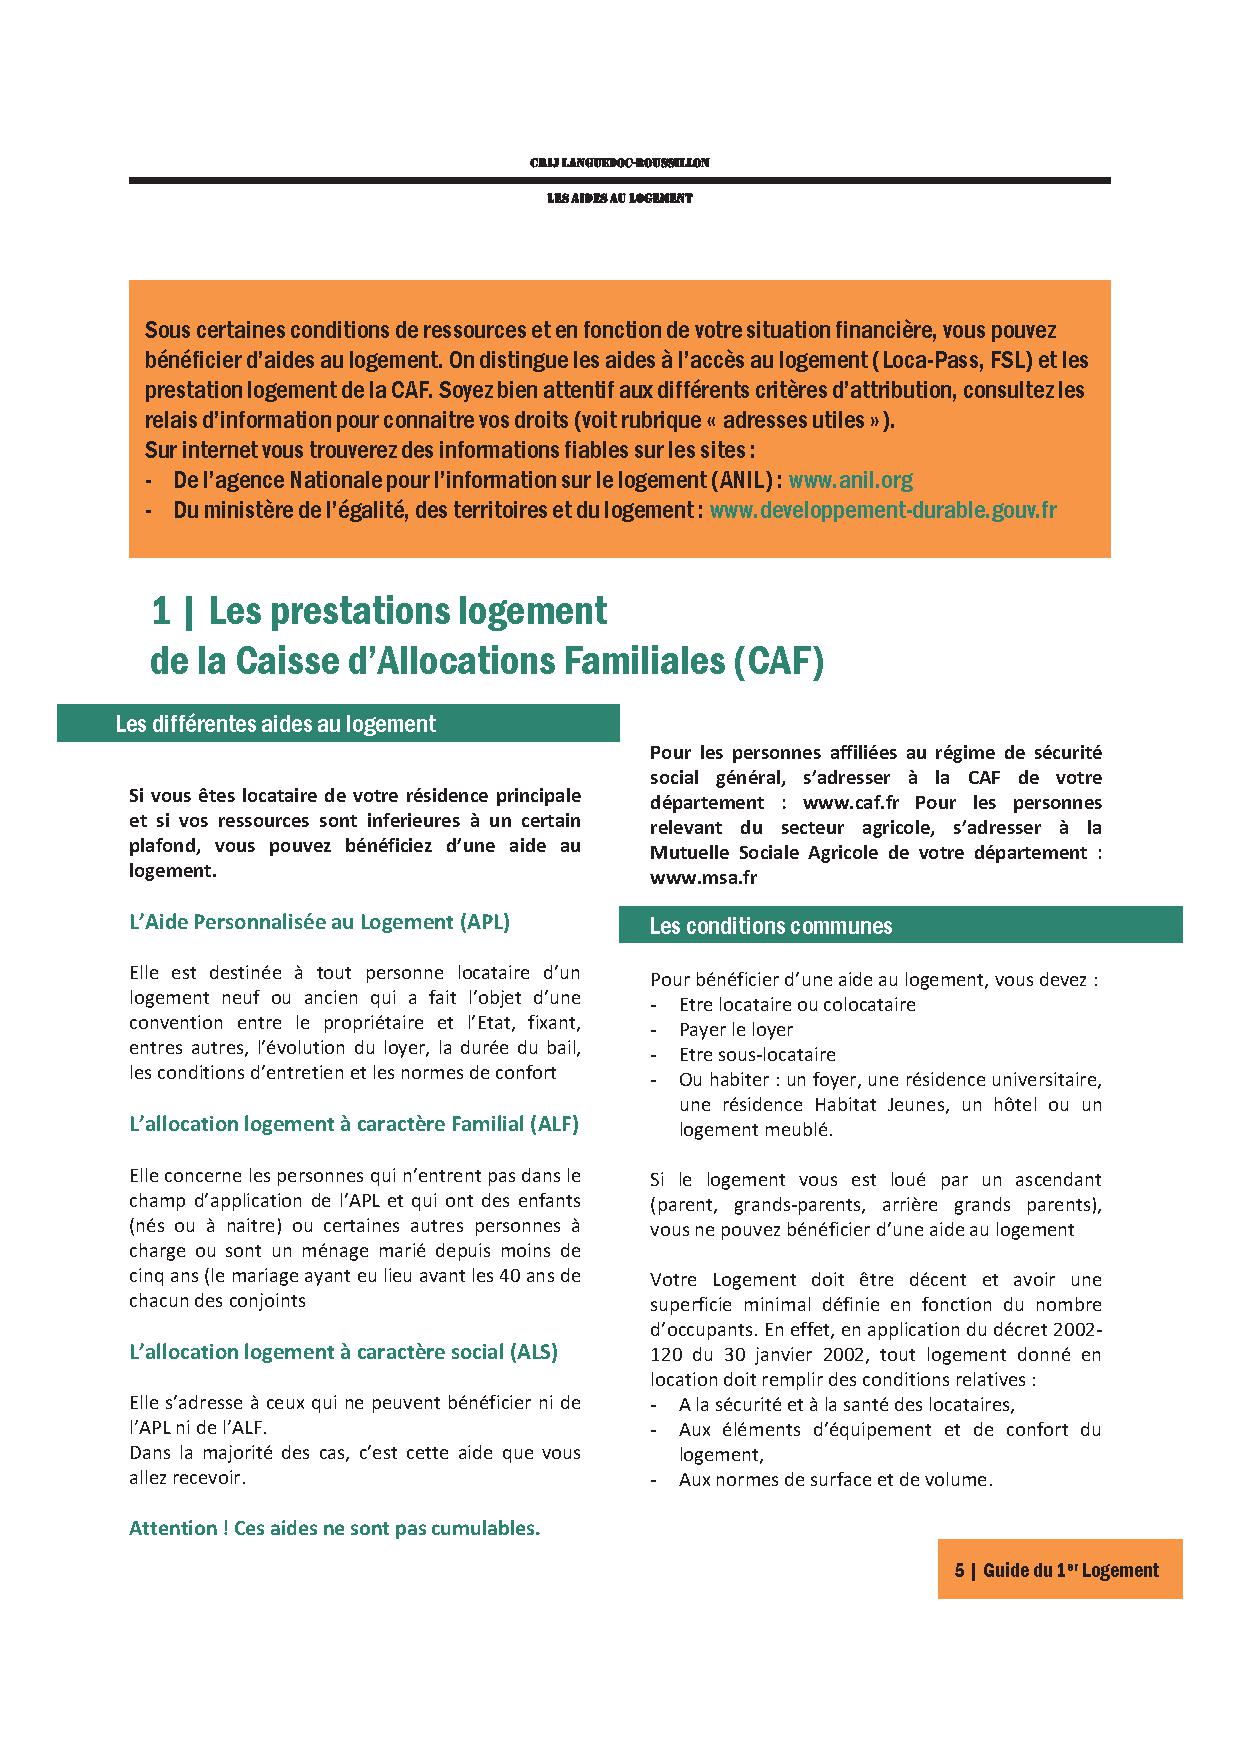 CRIJ LANGUEDOC-ROUSSILLON
LES AIDES AU LOGEMENT
Sous certaines conditions de ressources et en fonction de votre situation financière, vous pouvez
bénéficier d’aides au logement. On distingue les aides à l’accès au logement (Loca-Pass, FSL) et les
prestation logement de la CAF. Soyez bien attentif aux différents critères d’attribution, consultez les
relais d’information pour connaitre vos droits (voit rubrique « adresses utiles »).
Sur internet vous trouverez des informations fiables sur les sites :
- De l’agence Nationale pour l’information sur le logement (ANIL) : www.anil.org
- Du ministère de l’égalité, des territoires et du logement : www.developpement-durable.gouv.fr
1 | Les prestations logement
de la Caisse d’Allocations Familiales (CAF)
Les différentes aides au logement
Si vous êtes locataire de votre résidence principale
et si vos ressources sont inferieures à un certain
plafond, vous pouvez bénéficiez d’une aide au
logement.
L’Aide Personnalisée au Logement (APL)
Elle est destinée à tout personne locataire d’un
logement neuf ou ancien qui a fait l’objet d’une
convention entre le propriétaire et l’Etat, fixant,
entres autres, l’évolution du loyer, la durée du bail,
les conditions d’entretien et les normes de confort
L’allocation logement à caractère Familial (ALF)
Elle concerne les personnes qui n’entrent pas dans le
champ d’application de l’APL et qui ont des enfants
(nés ou à naitre) ou certaines autres personnes à
charge ou sont un ménage marié depuis moins de
cinq ans (le mariage ayant eu lieu avant les 40 ans de
chacun des conjoints
L’allocation logement à caractère social (ALS)
Elle s’adresse à ceux qui ne peuvent bénéficier ni de
l’APL ni de l’ALF.
Dans la majorité des cas, c’est cette aide que vous
allez recevoir.
Attention ! Ces aides ne sont pas cumulables.
Pour les personnes affiliées au régime de sécurité
social général, s’adresser à la CAF de votre
département : www.caf.fr Pour les personnes
relevant du secteur agricole, s’adresser à la
Mutuelle Sociale Agricole de votre département :
www.msa.fr
Les conditions communes
Pour bénéficier d’une aide au logement, vous devez :
- Etre locataire ou colocataire
- Payer le loyer
- Etre sous-locataire
- Ou habiter : un foyer, une résidence universitaire,
une résidence Habitat Jeunes, un hôtel ou un
logement meublé.
Si le logement vous est loué par un ascendant
(parent, grands-parents, arrière grands parents),
vous ne pouvez bénéficier d’une aide au logement
Votre Logement doit être décent et avoir une
superficie minimal définie en fonction du nombre
d’occupants. En effet, en application du décret 2002-
120 du 30 janvier 2002, tout logement donné en
location doit remplir des conditions relatives :
- A la sécurité et à la santé des locataires,
- Aux éléments d’équipement et de confort du
logement,
- Aux normes de surface et de volume.
5 | Guide du 1er Logement